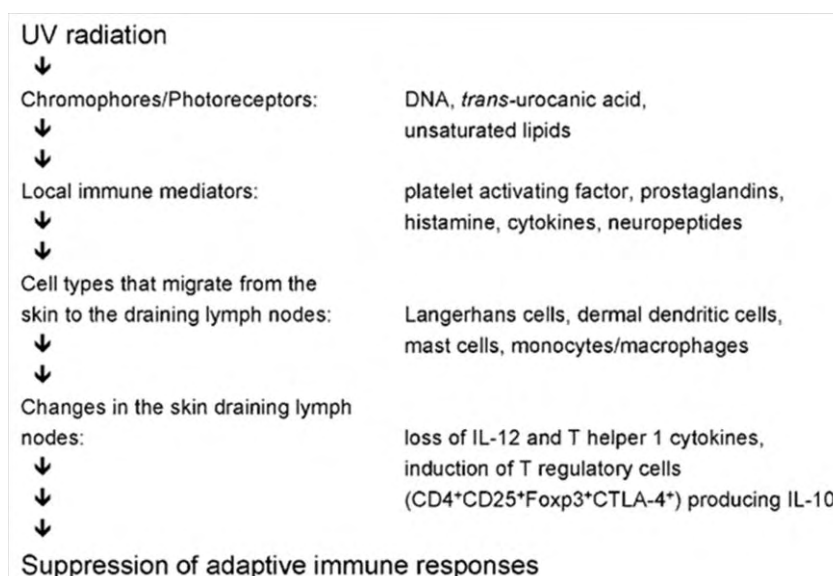 UV radiation
↓
Chromophores/Photoreceptors: DNA, trans-urocanic acid,
↓ unsaturated lipids
↓
Local immune mediators: platelet activating factor, prostaglandins,
↓ histamine, cytokines, neuropeptides
↓
Cell types that migrate from the
skin to the draining lymph nodes: Langerhans cells, dermal dendritic cells,
↓ mast cells, monocytes/macrophages
↓
Changes in the skin draining lymph
nodes: loss of IL-12 and T helper 1 cytokines,
↓ induction of T regulatory cells
↓ (CD4⁺CD25⁺Foxp3⁺CTLA-4⁺) producing IL-10
↓
Suppression of adaptive immune responses